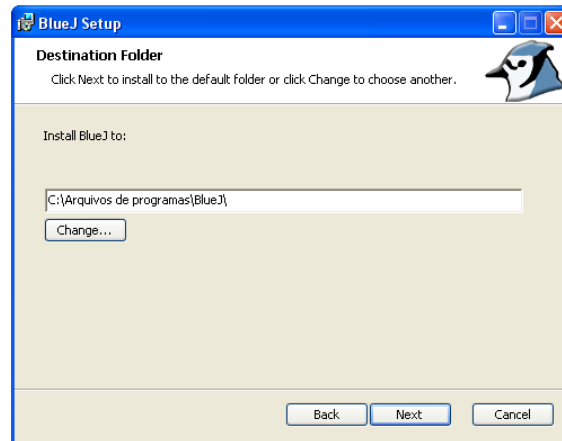 BlueJ Setup
Destination Folder
Click Next to install to the default folder or click Change to choose another.
Install BlueJ to:
C:\Arquivos de programas\BlueJ\
Change...
Back Next Cancel